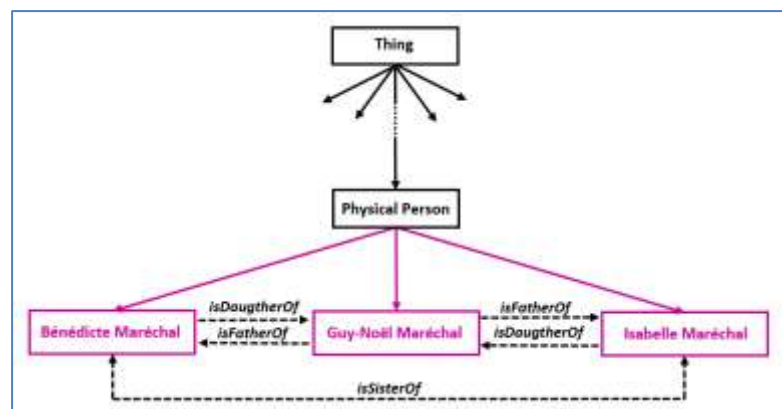 Thing
Physical Person
isDaugtherOf
isFatherOf
Bénédicte Maréchal
isFatherOf
Guy-Noël Maréchal
isDaugtherOf
Isabelle Maréchal
isSisterOf